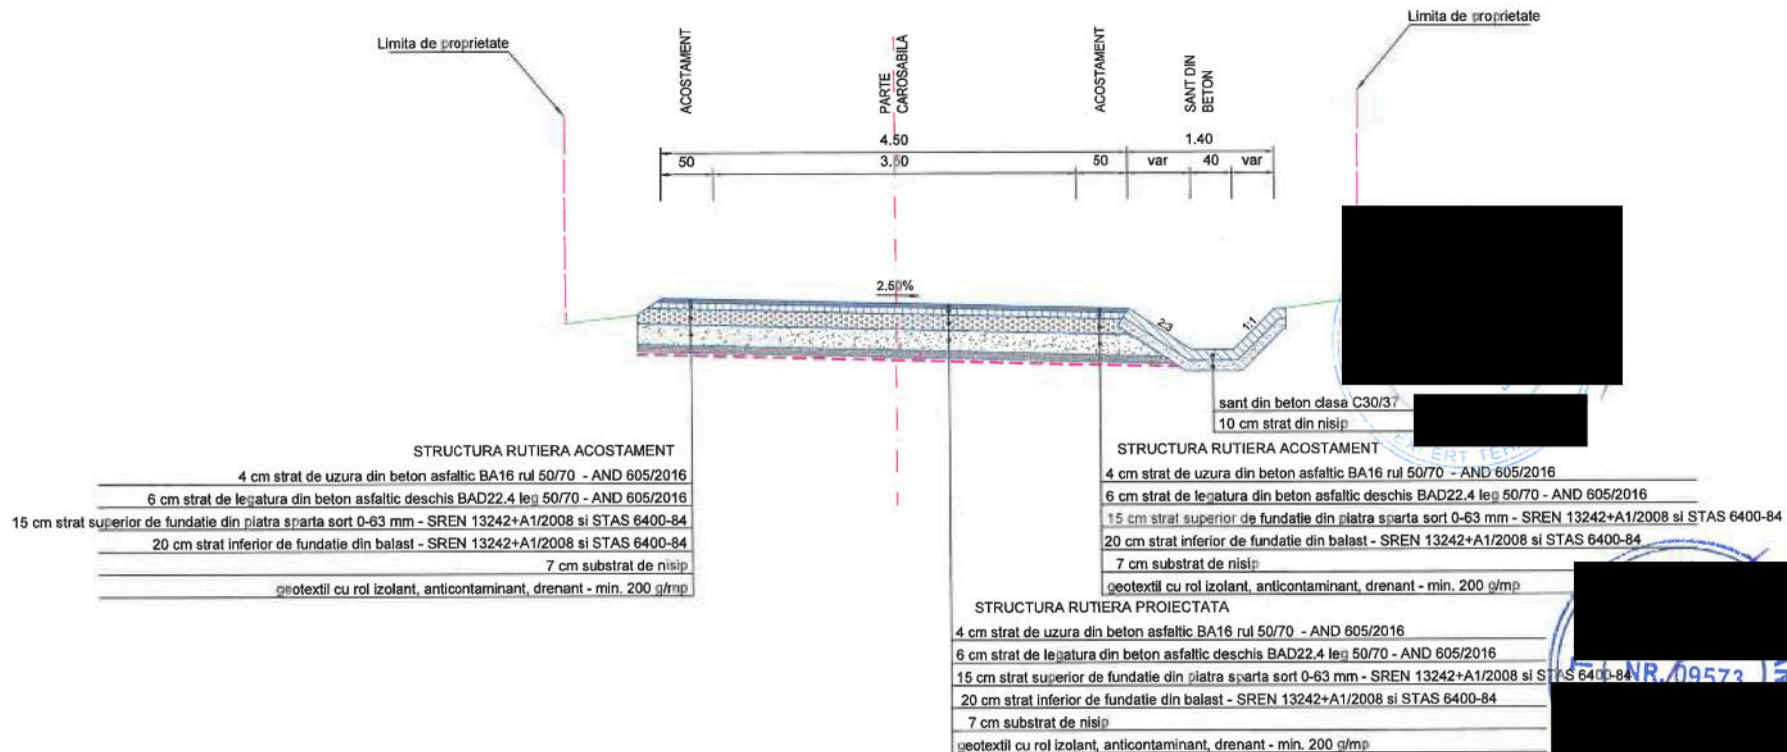 Limita de proprietate
Limita de proprietate
ACOSTAMENT
PARTE
CAROSABILA
ACOSTAMENT
SANT DIN
BETON
4.50
1.40
50
3.50
50
var
40
var
2.50%
2:3
1:1
sant din beton clasa C30/37
10 cm strat din nisip
STRUCTURA RUTIERA ACOSTAMENT
4 cm strat de uzura din beton asfaltic BA16 rul 50/70 - AND 605/2016
6 cm strat de legatura din beton asfaltic deschis BAD22.4 leg 50/70 - AND 605/2016
15 cm strat superior de fundatie din piatra sparta sort 0-63 mm - SREN 13242+A1/2008 si STAS 6400-84
20 cm strat inferior de fundatie din balast - SREN 13242+A1/2008 si STAS 6400-84
7 cm substrat de nisip
geotextil cu rol izolant, anticontaminant, drenant - min. 200 g/mp
STRUCTURA RUTIERA ACOSTAMENT
4 cm strat de uzura din beton asfaltic BA16 rul 50/70 - AND 605/2016
6 cm strat de legatura din beton asfaltic deschis BAD22.4 leg 50/70 - AND 605/2016
15 cm strat superior de fundatie din piatra sparta sort 0-63 mm - SREN 13242+A1/2008 si STAS 6400-84
20 cm strat inferior de fundatie din balast - SREN 13242+A1/2008 si STAS 6400-84
7 cm substrat de nisip
geotextil cu rol izolant, anticontaminant, drenant - min. 200 g/mp
STRUCTURA RUTIERA PROIECTATA
4 cm strat de uzura din beton asfaltic BA16 rul 50/70 - AND 605/2016
6 cm strat de legatura din beton asfaltic deschis BAD22.4 leg 50/70 - AND 605/2016
15 cm strat superior de fundatie din piatra sparta sort 0-63 mm - SREN 13242+A1/2008 si STAS 6400-84
20 cm strat inferior de fundatie din balast - SREN 13242+A1/2008 si STAS 6400-84
7 cm substrat de nisip
geotextil cu rol izolant, anticontaminant, drenant - min. 200 g/mp
EXPERT
NR. 09573